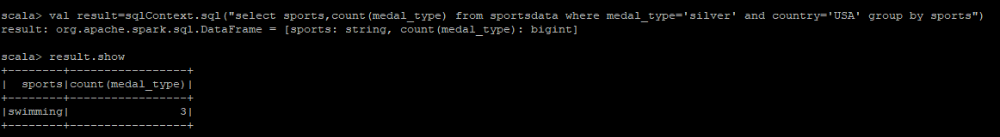 scala> val result=sqlContext.sql("select sports,count(medal_type) from sportsdata where medal_type='silver' and country='USA' group by sports")
result: org.apache.spark.sql.DataFrame = [sports: string, count(medal_type): bigint]
scala> result.show
+--------+-----------------+
|  sports|count(medal_type)|
+--------+-----------------+
|swimming|                3|
+--------+-----------------+